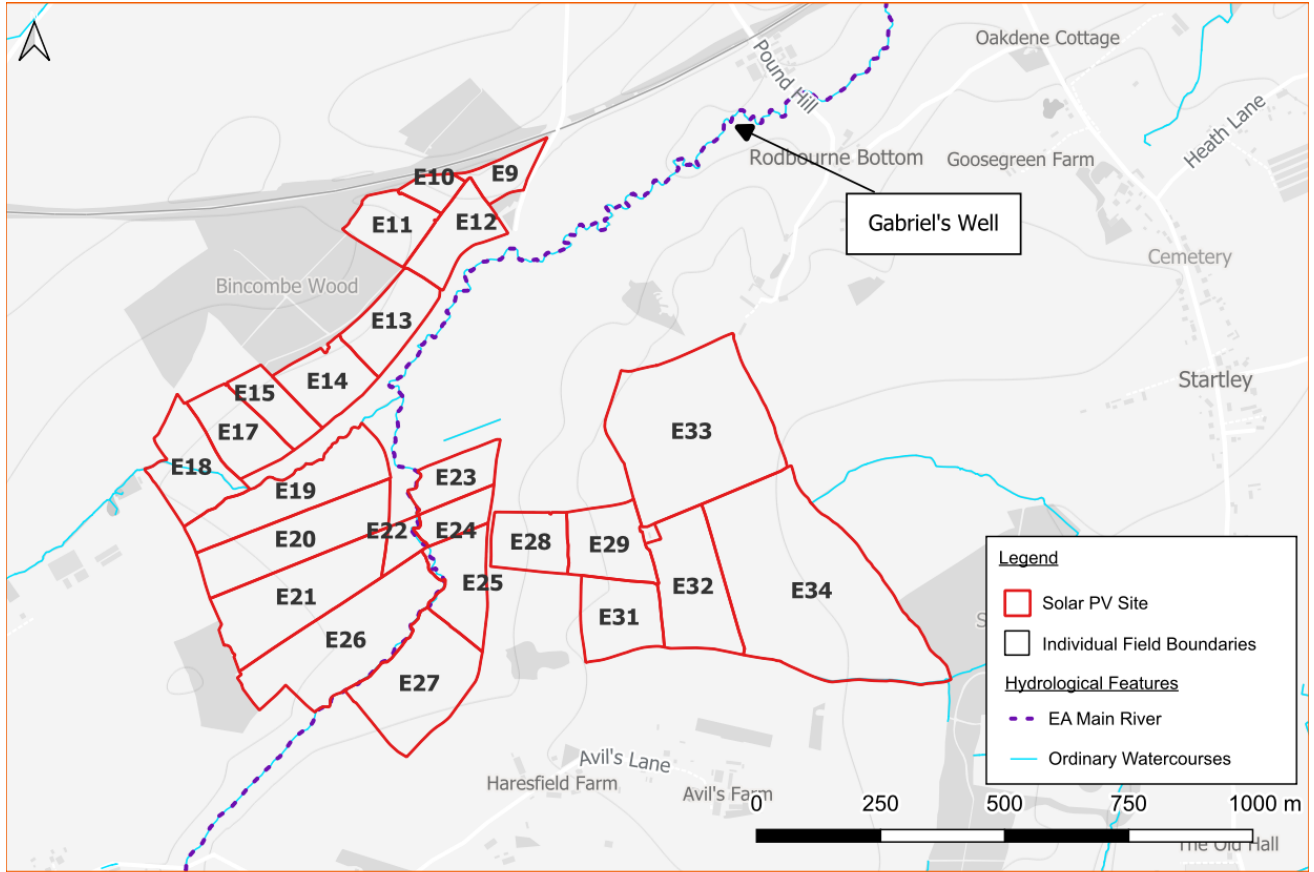 Oakdene Cottage
Pound Hill
Heath Lane
Rodbourne Bottom
Goosegreen Farm
E9
E10
E11
E12
Gabriel's Well
Cemetery
Bincombe Wood
E13
Startley
E14
E15
E17
E33
E18
E23
E19
E22
E24
E20
E28
E29
E25
E21
E34
E32
E31
E26
E27
Legend
Solar PV Site
Individual Field Boundaries
Hydrological Features
EA Main River
Ordinary Watercourses
Avil's Lane
Haresfield Farm
Avil's Farm
0 250 500 750 1000 m
The Old Hall